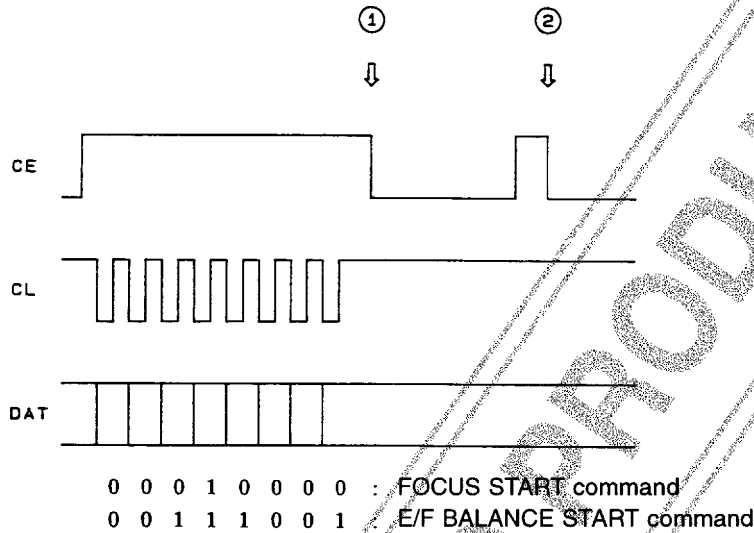 ① ②
CE
CL
DAT
0 0 0 1 0 0 0 0 : FOCUS START command
0 0 1 1 1 0 0 1 : E/F BALANCE START command